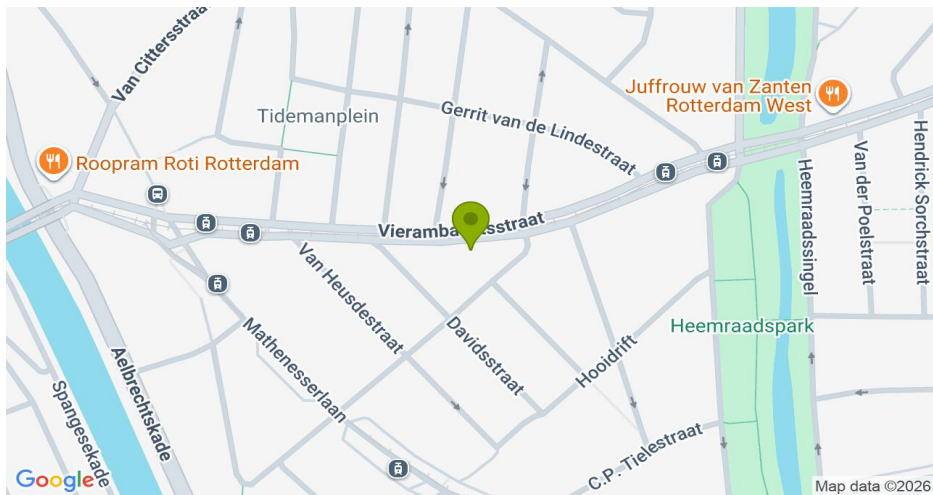 Van Cittersstraat
Tidemanplein
Gerrit van de Lindestraat
Juffrouw van Zanten
Rotterdam West
Roopram Roti Rotterdam
Hendrick Sorchstraat
Van der Poelstraat
Heemraadssingel
Van Heusdestraat
Davidsstraat
Hooidrift
Heemraadspark
Mathenesserlaan
Aelbrechtskade
Spangesekade
C.P. Tielestraat
Google
Map data ©2026